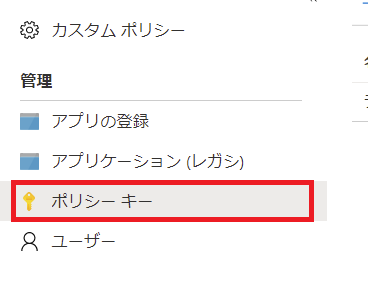 カスタム ポリシー
管理
アプリの登録
アプリケーション (レガシ)
ポリシー キー
ユーザー